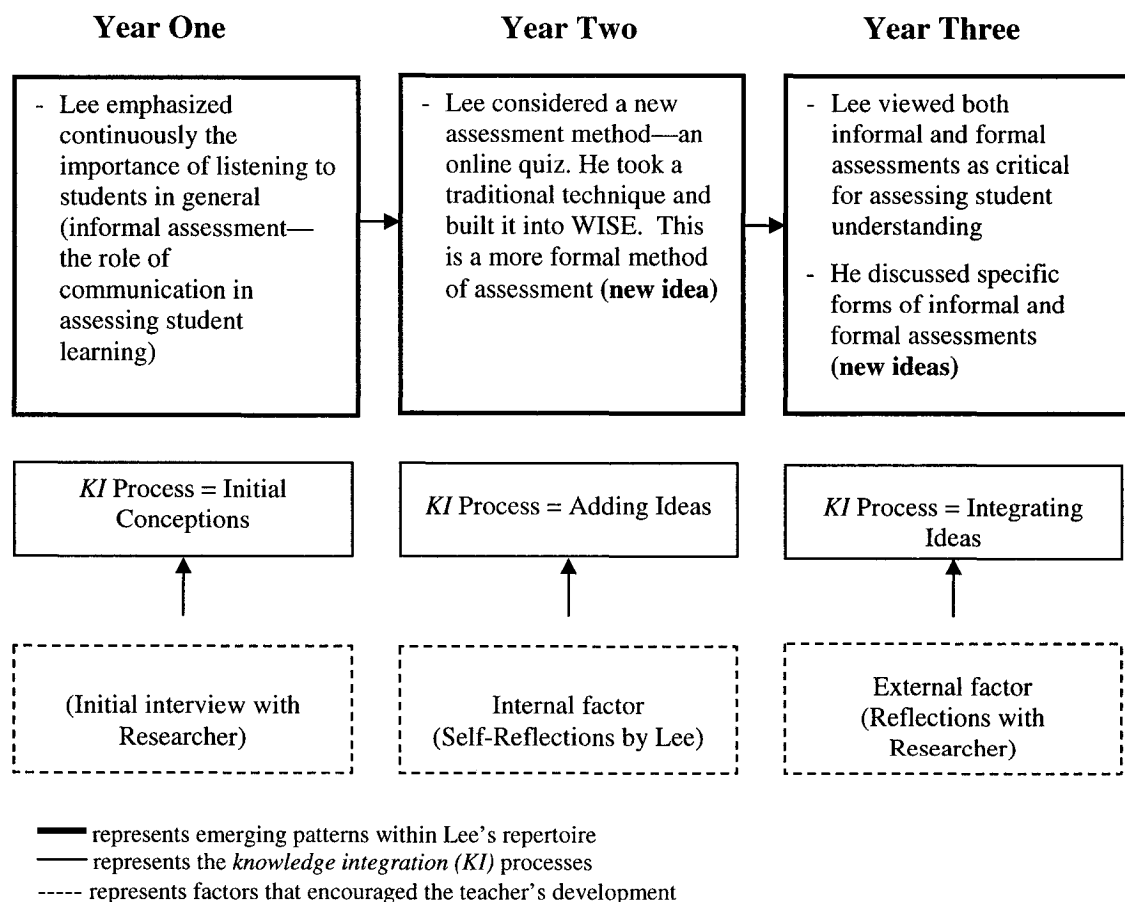 Year One
Year Two
Year Three
- Lee emphasized
continuously the
importance of listening to
students in general
(informal assessment—
the role of
communication in
assessing student
learning)
- Lee considered a new
assessment method—an
online quiz. He took a
traditional technique and
built it into WISE. This
is a more formal method
of assessment (new idea)
- Lee viewed both
informal and formal
assessments as critical
for assessing student
understanding
- He discussed specific
forms of informal and
formal assessments
(new ideas)
KI Process = Initial
Conceptions
KI Process = Adding Ideas
KI Process = Integrating
Ideas
(Initial interview with
Researcher)
Internal factor
(Self-Reflections by Lee)
External factor
(Reflections with
Researcher)
represents emerging patterns within Lee's repertoire
represents the knowledge integration (KI) processes
represents factors that encouraged the teacher's development